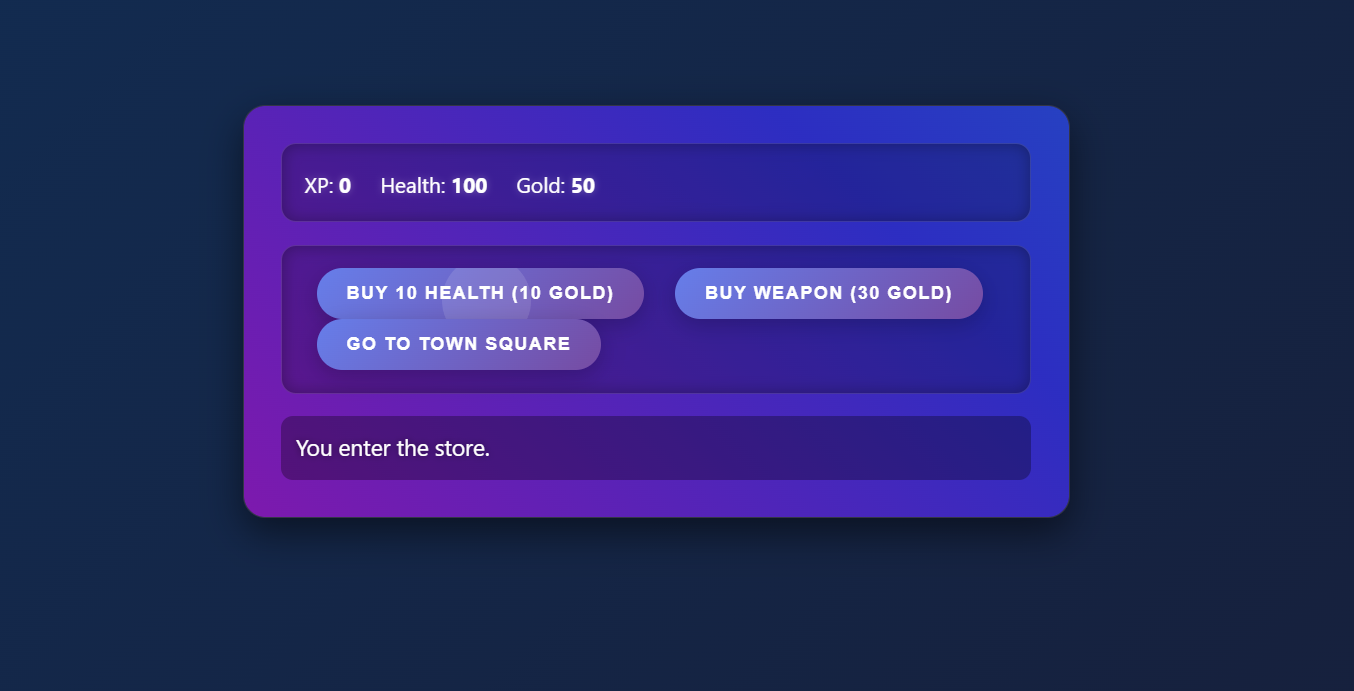 XP: 0 Health: 100 Gold: 50
BUY 10 HEALTH (10 GOLD) BUY WEAPON (30 GOLD)
GO TO TOWN SQUARE
You enter the store.